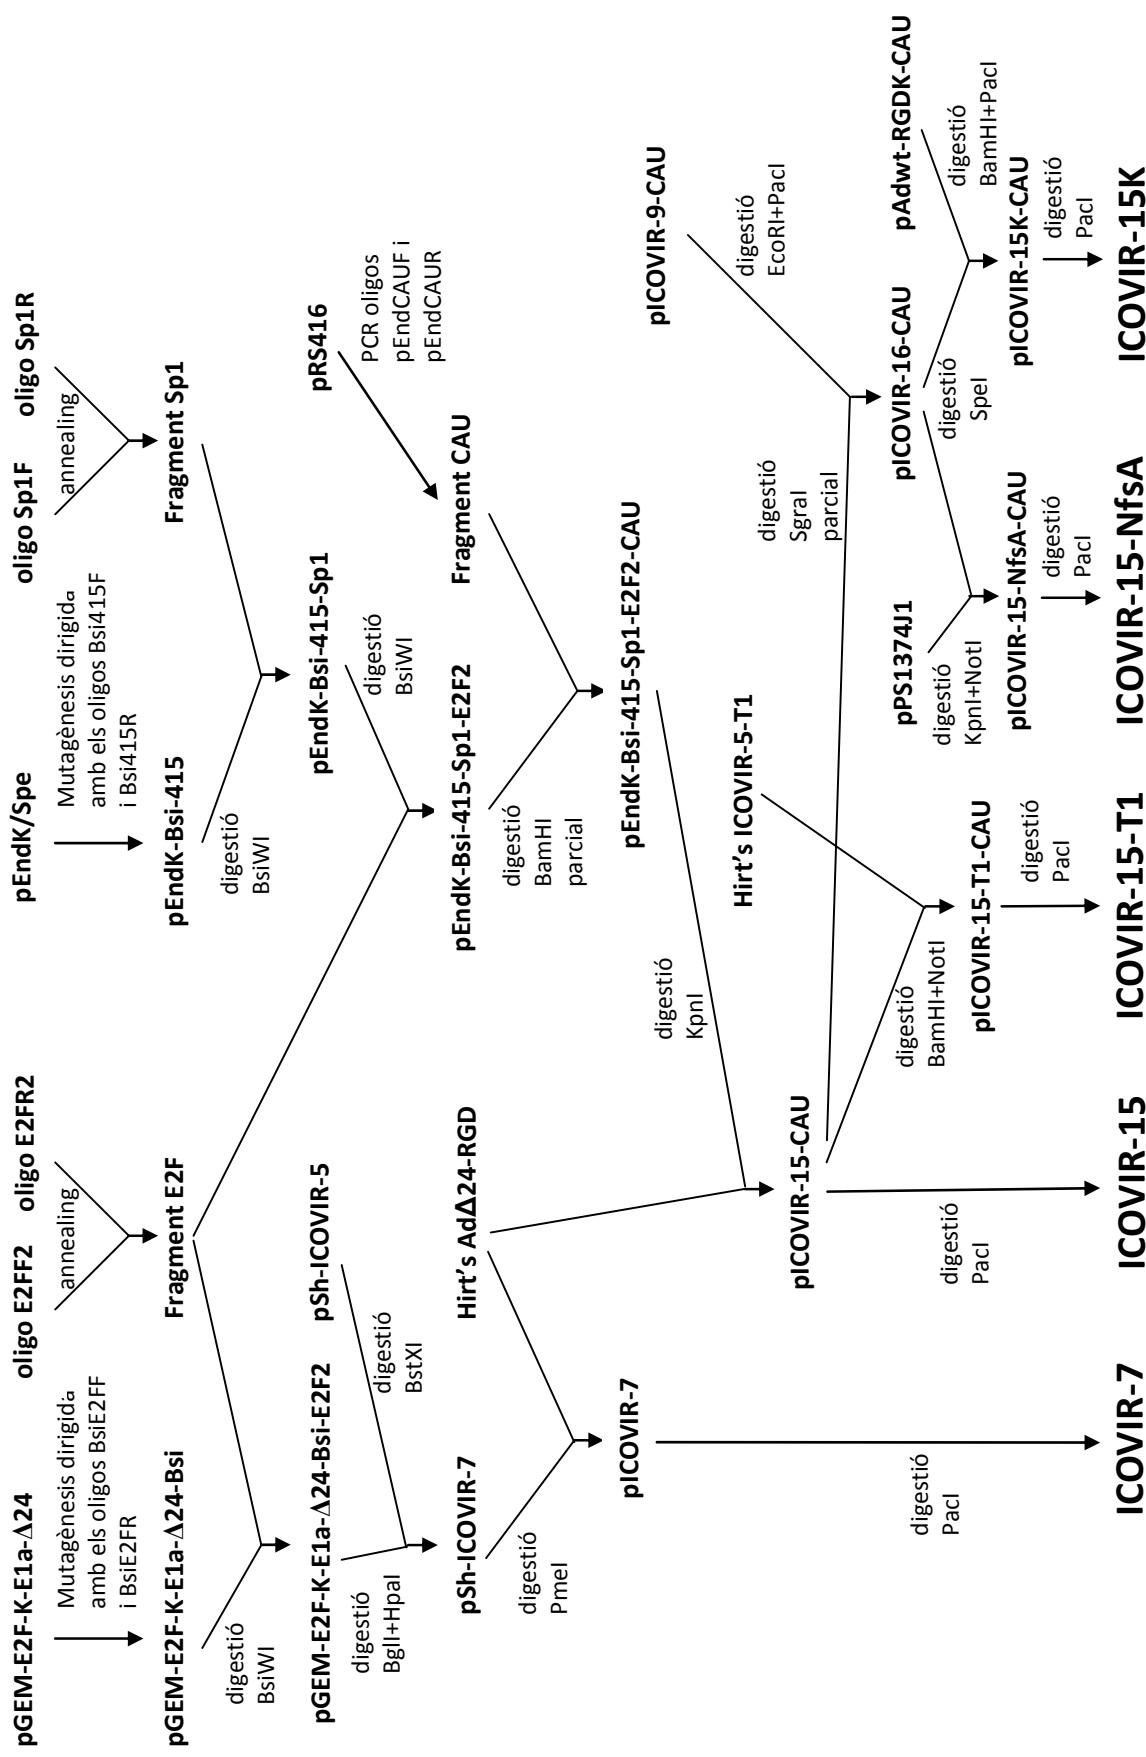 pGEM-E2F-K-E1a-Δ24
oligo E2FF2
oligo E2FR2
pEndK/Spe
oligo Sp1F
oligo Sp1R
Mutagènesis dirigida
amb els oligos BsiE2FF
i BsiE2FR
annealing
Mutagènesis dirigida
amb els oligos Bsi415F
i Bsi415R
annealing
pGEM-E2F-K-E1a-Δ24-Bsi
Fragment E2F
pEndK-Bsi-415
Fragment Sp1
digestió
BsiWI
digestió
BsiWI
pGEM-E2F-K-E1a-Δ24-Bsi-E2F2
pSh-ICOVIR-5
pEndK-Bsi-415-Sp1
pRS416
digestió
BglI+HpaI
digestió
BstXI
digestió
BsiWI
PCR oligos
pEndCAUF i
pEndCAUR
pSh-ICOVIR-7
Hirt's AdΔ24-RGD
pEndK-Bsi-415-Sp1-E2F2
Fragment CAU
digestió
PmeI
digestió
BamHI
parcial
pICOVIR-7
pEndK-Bsi-415-Sp1-E2F2-CAU
pICOVIR-9-CAU
digestió
KpnI
Hirt's ICOVIR-5-T1
digestió
SgraI
parcial
digestió
EcoRI+PacI
pICOVIR-15-CAU
pICOVIR-16-CAU
pAdwt-RGDK-CAU
digestió
PacI
digestió
PacI
digestió
BamHI+NotI
pPS1374J1
digestió
KpnI+NotI
digestió
SpeI
digestió
BamHI+PacI
pICOVIR-15-T1-CAU
pICOVIR-15-NfsA-CAU
pICOVIR-15K-CAU
digestió
PacI
digestió
PacI
digestió
PacI
ICOVIR-7
ICOVIR-15
ICOVIR-15-T1
ICOVIR-15-NfsA
ICOVIR-15K